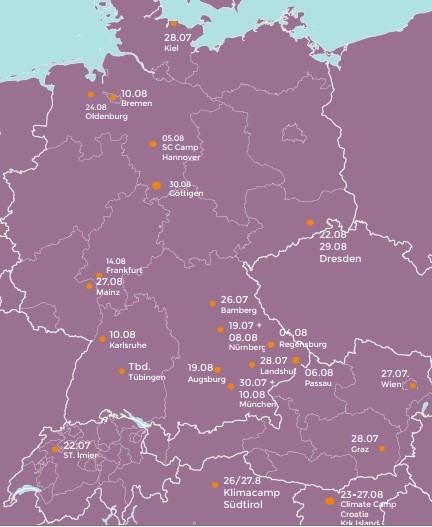 28.07
Kiel
10.08
Bremen
24.08
Oldenburg
05.08
SC Camp
Hannover
30.08
Göttigen
22.08
29.08
Dresden
14.08
Frankfurt
27.08
Mainz
26.07
Bamberg
19.07 +
08.08
Nürnberg
04.08
Regensburg
10.08
Karlsruhe
Tbd.
Tübingen
19.08
Augsburg
28.07
Landshut
06.08
Passau
30.07 +
10.08
München
27.07.
Wien
22.07
ST. Imier
28.07
Graz
26/27.8
Klimacamp
Südtirol
23-27.08
Climate Camp
Croatia
Krk Island